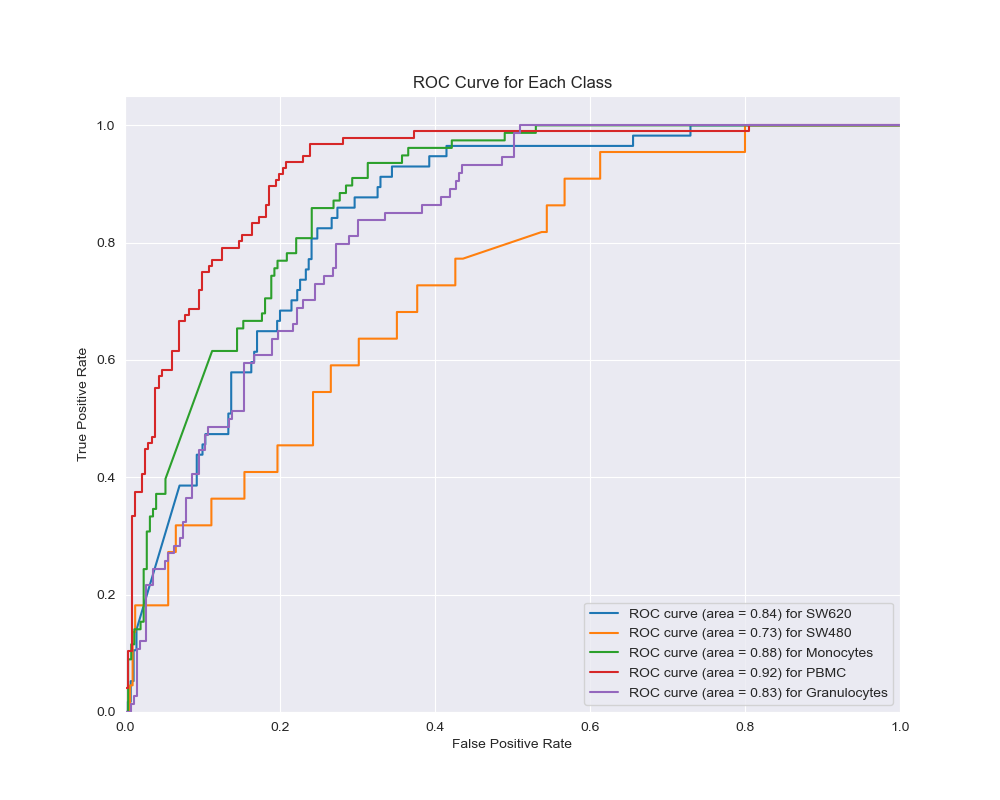 ROC Curve for Each Class
True Positive Rate
1.0
0.8
0.6
0.4
0.2
0.0
ROC curve (area = 0.84) for SW620
ROC curve (area = 0.73) for SW480
ROC curve (area = 0.88) for Monocytes
ROC curve (area = 0.92) for PBMC
ROC curve (area = 0.83) for Granulocytes
0.0 0.2 0.4 0.6 0.8 1.0
False Positive Rate